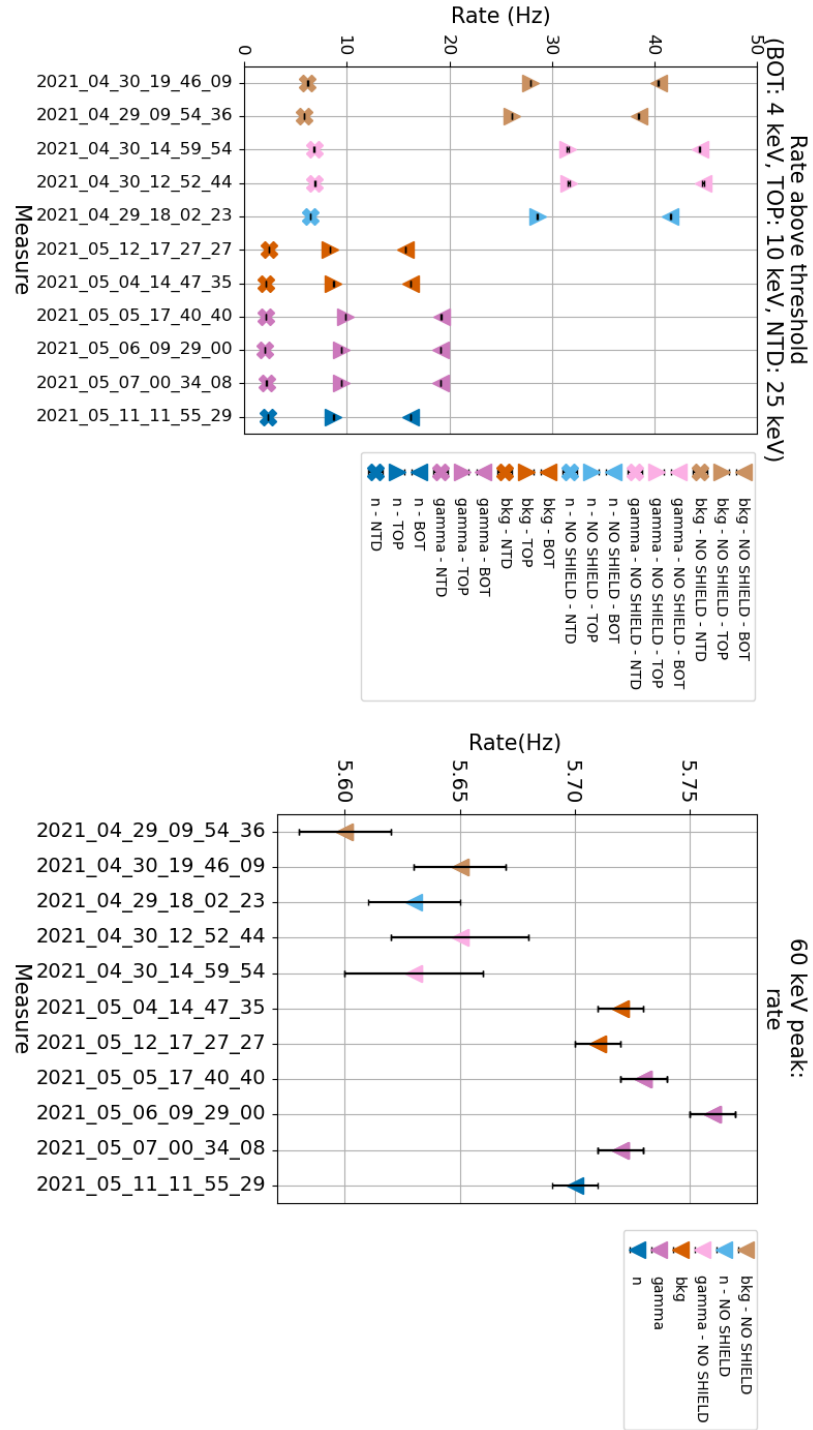 Rate above threshold
(BOT: 4 keV, TOP: 10 keV, NTD: 25 keV)
Rate (Hz)
0
10
20
30
40
50
2021_04_30_19_46_09
2021_04_29_09_54_36
2021_04_30_14_59_54
2021_04_30_12_52_44
2021_04_29_18_02_23
2021_05_12_17_27_27
2021_05_04_14_47_35
2021_05_05_17_40_40
2021_05_06_09_29_00
2021_05_07_00_34_08
2021_05_11_11_55_29
Measure
bkg - NO SHIELD - BOT
bkg - NO SHIELD - TOP
bkg - NO SHIELD - NTD
gamma - NO SHIELD - BOT
gamma - NO SHIELD - TOP
gamma - NO SHIELD - NTD
n - NO SHIELD - BOT
n - NO SHIELD - TOP
n - NO SHIELD - NTD
bkg - BOT
bkg - TOP
bkg - NTD
gamma - BOT
gamma - TOP
gamma - NTD
n - BOT
n - TOP
n - NTD
60 keV peak:
rate
Rate(Hz)
5.60
5.65
5.70
5.75
2021_04_29_09_54_36
2021_04_30_19_46_09
2021_04_29_18_02_23
2021_04_30_12_52_44
2021_04_30_14_59_54
2021_05_04_14_47_35
2021_05_12_17_27_27
2021_05_05_17_40_40
2021_05_06_09_29_00
2021_05_07_00_34_08
2021_05_11_11_55_29
Measure
bkg - NO SHIELD
n - NO SHIELD
gamma - NO SHIELD
bkg
gamma
n